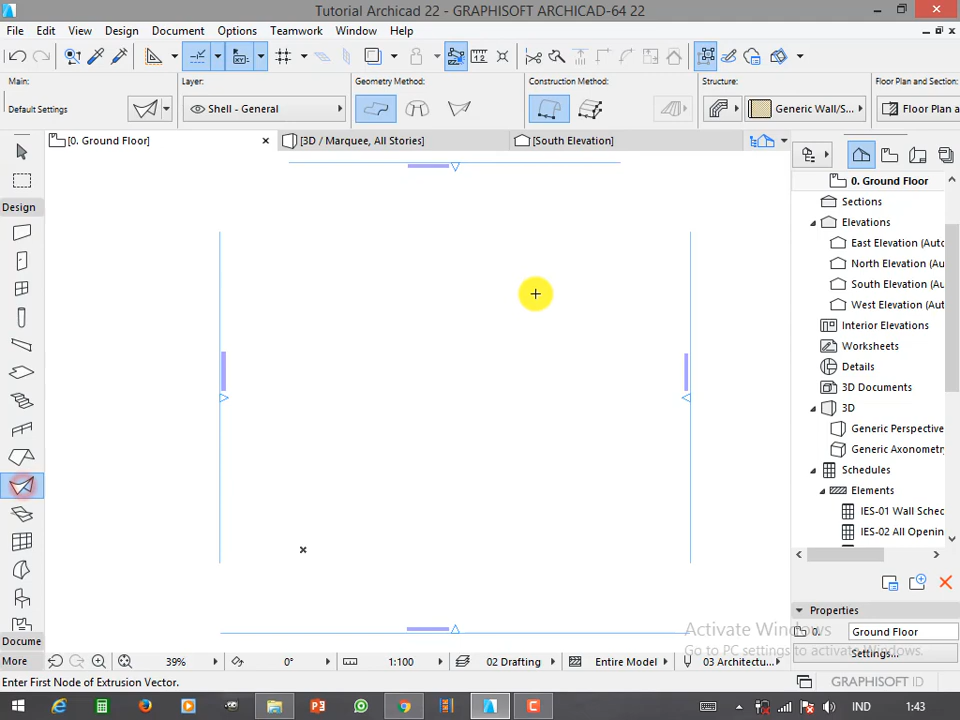 Tutorial Archicad 22 - GRAPHISOFT ARCHICAD-64 22
File Edit View Design Document Options Teamwork Window Help
Main: Layer: Geometry Method: Construction Method: Structure: Floor Plan and Section:
Default Settings Shell - General Generic Wall/S... Floor Plan a
[0. Ground Floor] [3D / Marquee, All Stories] [South Elevation]
0. Ground Floor
Sections
Design
Elevations
East Elevation (Auto
North Elevation (Au
South Elevation (Au
West Elevation (Aut
Interior Elevations
Worksheets
Details
3D Documents
3D
Generic Perspective
Generic Axonometr
Schedules
Elements
IES-01 Wall Sched
IES-02 All Opening
Properties
Activate Windows
0. Ground Floor
Docume
Go to PC settings to activate Windows.
Settings...
More 39% 0° 1:100 02 Drafting Entire Model 03 Architectu...
Enter First Node of Extrusion Vector.
GRAPHISOFT ID
IND 1:43